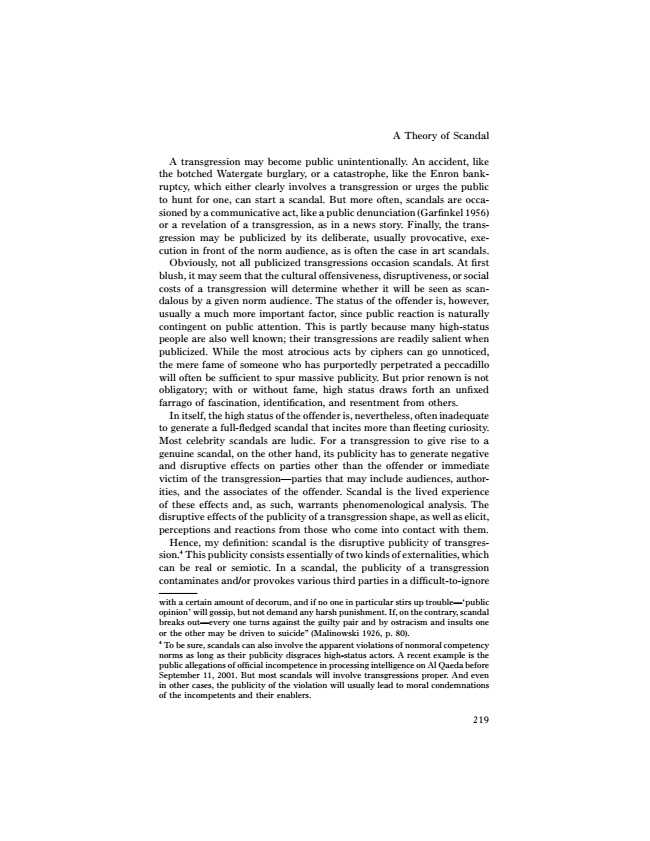 A Theory of Scandal
A transgression may become public unintentionally. An accident, like
the botched Watergate burglary, or a catastrophe, like the Enron bank-
ruptcy, which either clearly involves a transgression or urges the public
to hunt for one, can start a scandal. But more often, scandals are occa-
sioned by a communicative act, like a public denunciation (Garfinkel 1956)
or a revelation of a transgression, as in a news story. Finally, the trans-
gression may be publicized by its deliberate, usually provocative, exe-
cution in front of the norm audience, as is often the case in art scandals.
Obviously, not all publicized transgressions occasion scandals. At first
blush, it may seem that the cultural offensiveness, disruptiveness, or social
costs of a transgression will determine whether it will be seen as scan-
dalous by a given norm audience. The status of the offender is, however,
usually a much more important factor, since public reaction is naturally
contingent on public attention. This is partly because many high-status
people are also well known; their transgressions are readily salient when
publicized. While the most atrocious acts by ciphers can go unnoticed,
the mere fame of someone who has purportedly perpetrated a peccadillo
will often be sufficient to spur massive publicity. But prior renown is not
obligatory; with or without fame, high status draws forth an unfixed
farrago of fascination, identification, and resentment from others.
In itself, the high status of the offender is, nevertheless, often inadequate
to generate a full-fledged scandal that incites more than fleeting curiosity.
Most celebrity scandals are ludic. For a transgression to give rise to a
genuine scandal, on the other hand, its publicity has to generate negative
and disruptive effects on parties other than the offender or immediate
victim of the transgression—parties that may include audiences, author-
ities, and the associates of the offender. Scandal is the lived experience
of these effects and, as such, warrants phenomenological analysis. The
disruptive effects of the publicity of a transgression shape, as well as elicit,
perceptions and reactions from those who come into contact with them.
Hence, my definition: scandal is the disruptive publicity of transgres-
sion.⁴ This publicity consists essentially of two kinds of externalities, which
can be real or semiotic. In a scandal, the publicity of a transgression
contaminates and/or provokes various third parties in a difficult-to-ignore
with a certain amount of decorum, and if no one in particular stirs up trouble—‘public
opinion’ will gossip, but not demand any harsh punishment. If, on the contrary, scandal
breaks out—every one turns against the guilty pair and by ostracism and insults one
or the other may be driven to suicide” (Malinowski 1926, p. 80).
⁴ To be sure, scandals can also involve the apparent violations of nonmoral competency
norms as long as their publicity disgraces high-status actors. A recent example is the
public allegations of official incompetence in processing intelligence on Al Qaeda before
September 11, 2001. But most scandals will involve transgressions proper. And even
in other cases, the publicity of the violation will usually lead to moral condemnations
of the incompetents and their enablers.
219